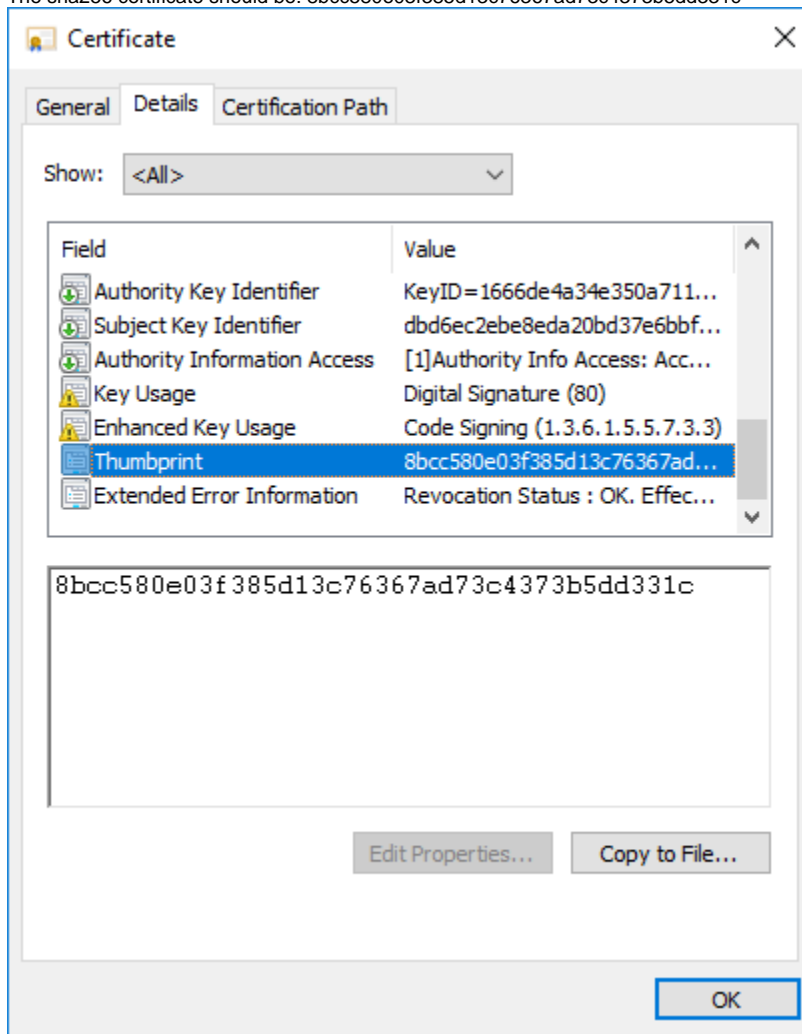 Certificate
General Details Certification Path
Show: <All>
Field Value
Authority Key Identifier KeyID=1666de4a34e350a711...
Subject Key Identifier dbd6ec2ebe8eda20bd37e6bbf...
Authority Information Access [1]Authority Info Access: Acc...
Key Usage Digital Signature (80)
Enhanced Key Usage Code Signing (1.3.6.1.5.5.7.3.3)
Thumbprint 8bcc580e03f385d13c76367ad...
Extended Error Information Revocation Status : OK. Effec...
8bcc580e03f385d13c76367ad73c4373b5dd331c
Edit Properties... Copy to File...
OK